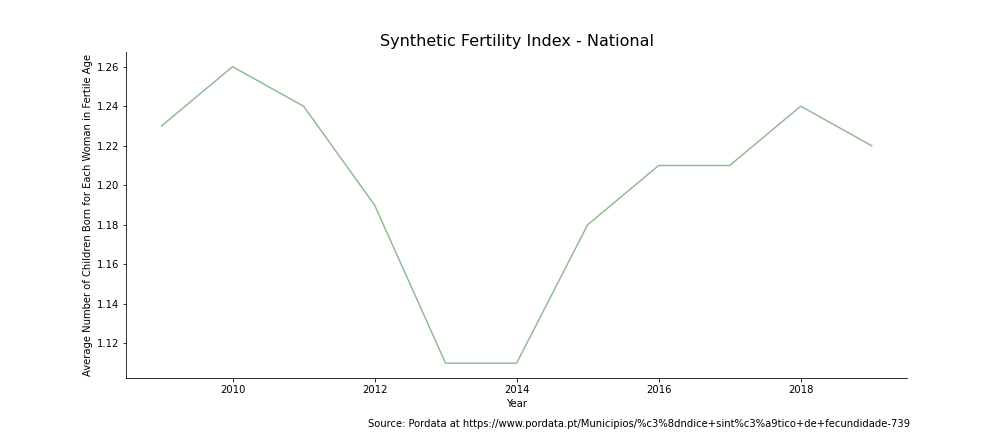 Synthetic Fertility Index - National
Average Number of Children Born for Each Woman in Fertile Age
1.26
1.24
1.22
1.20
1.18
1.16
1.14
1.12
2010 2012 2014 2016 2018
Year
Source: Pordata at https://www.pordata.pt/Municipios/%c3%8dndice+sint%c3%a9tico+de+fecundidade-739